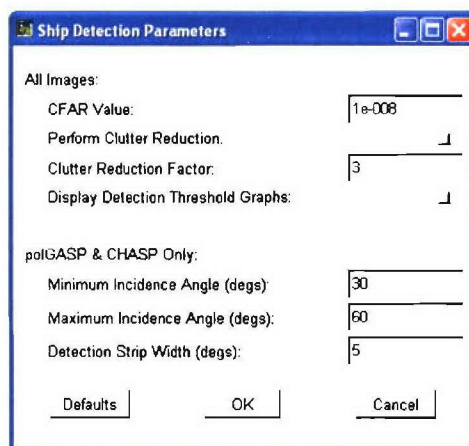 Ship Detection Parameters
All Images:
CFAR Value: 1e-008
Perform Clutter Reduction.
Clutter Reduction Factor: 3
Display Detection Threshold Graphs:
polGASP & CHASP Only:
Minimum Incidence Angle (degs): 30
Maximum Incidence Angle (degs): 60
Detection Strip Width (degs): 5
Defaults OK Cancel